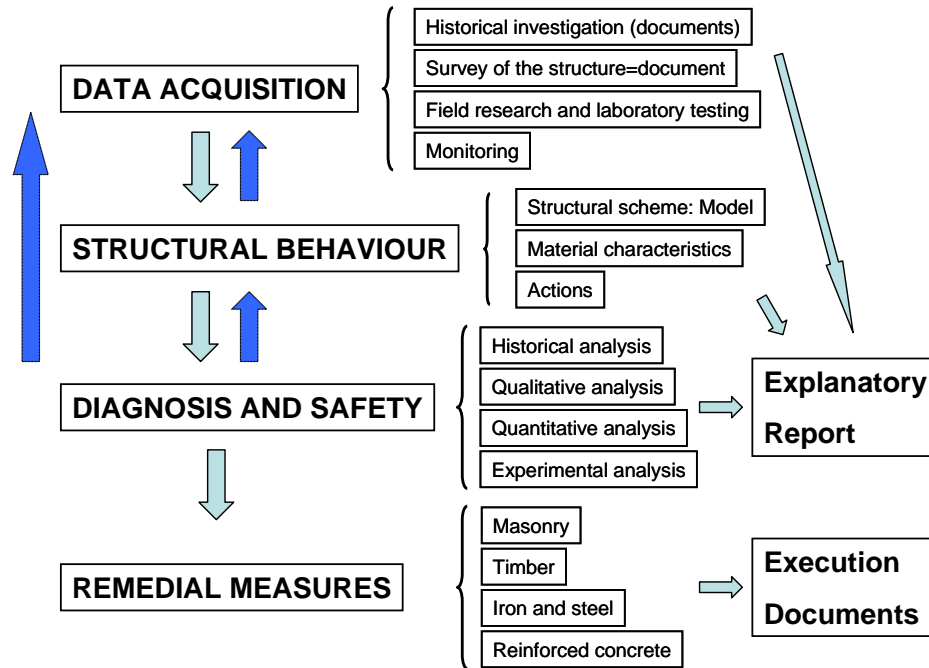 DATA ACQUISITION
Historical investigation (documents)
Survey of the structure=document
Field research and laboratory testing
Monitoring
STRUCTURAL BEHAVIOUR
Structural scheme: Model
Material characteristics
Actions
DIAGNOSIS AND SAFETY
Historical analysis
Qualitative analysis
Quantitative analysis
Experimental analysis
Explanatory
Report
REMEDIAL MEASURES
Masonry
Timber
Iron and steel
Reinforced concrete
Execution
Documents